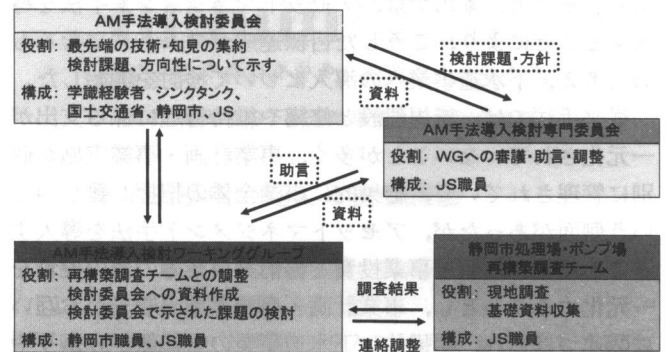 AM手法導入検討委員会
役割：最先端の技術・知見の集約
検討課題、方向性について示す
構成：学識経験者、シンクタンク、
国土交通省、静岡市、JS
検討課題・方針
資料
AM手法導入検討専門委員会
役割：WGへの審議・助言・調整
構成：JS職員
助言
資料
AM手法導入検討ワーキンググループ
役割：再構築調査チームとの調整
検討委員会への資料作成
検討委員会で示された課題の検討
構成：静岡市職員、JS職員
調査結果
連絡調整
静岡市処理場・ポンプ場
再構築調査チーム
役割：現地調査
基礎資料収集
構成：JS職員